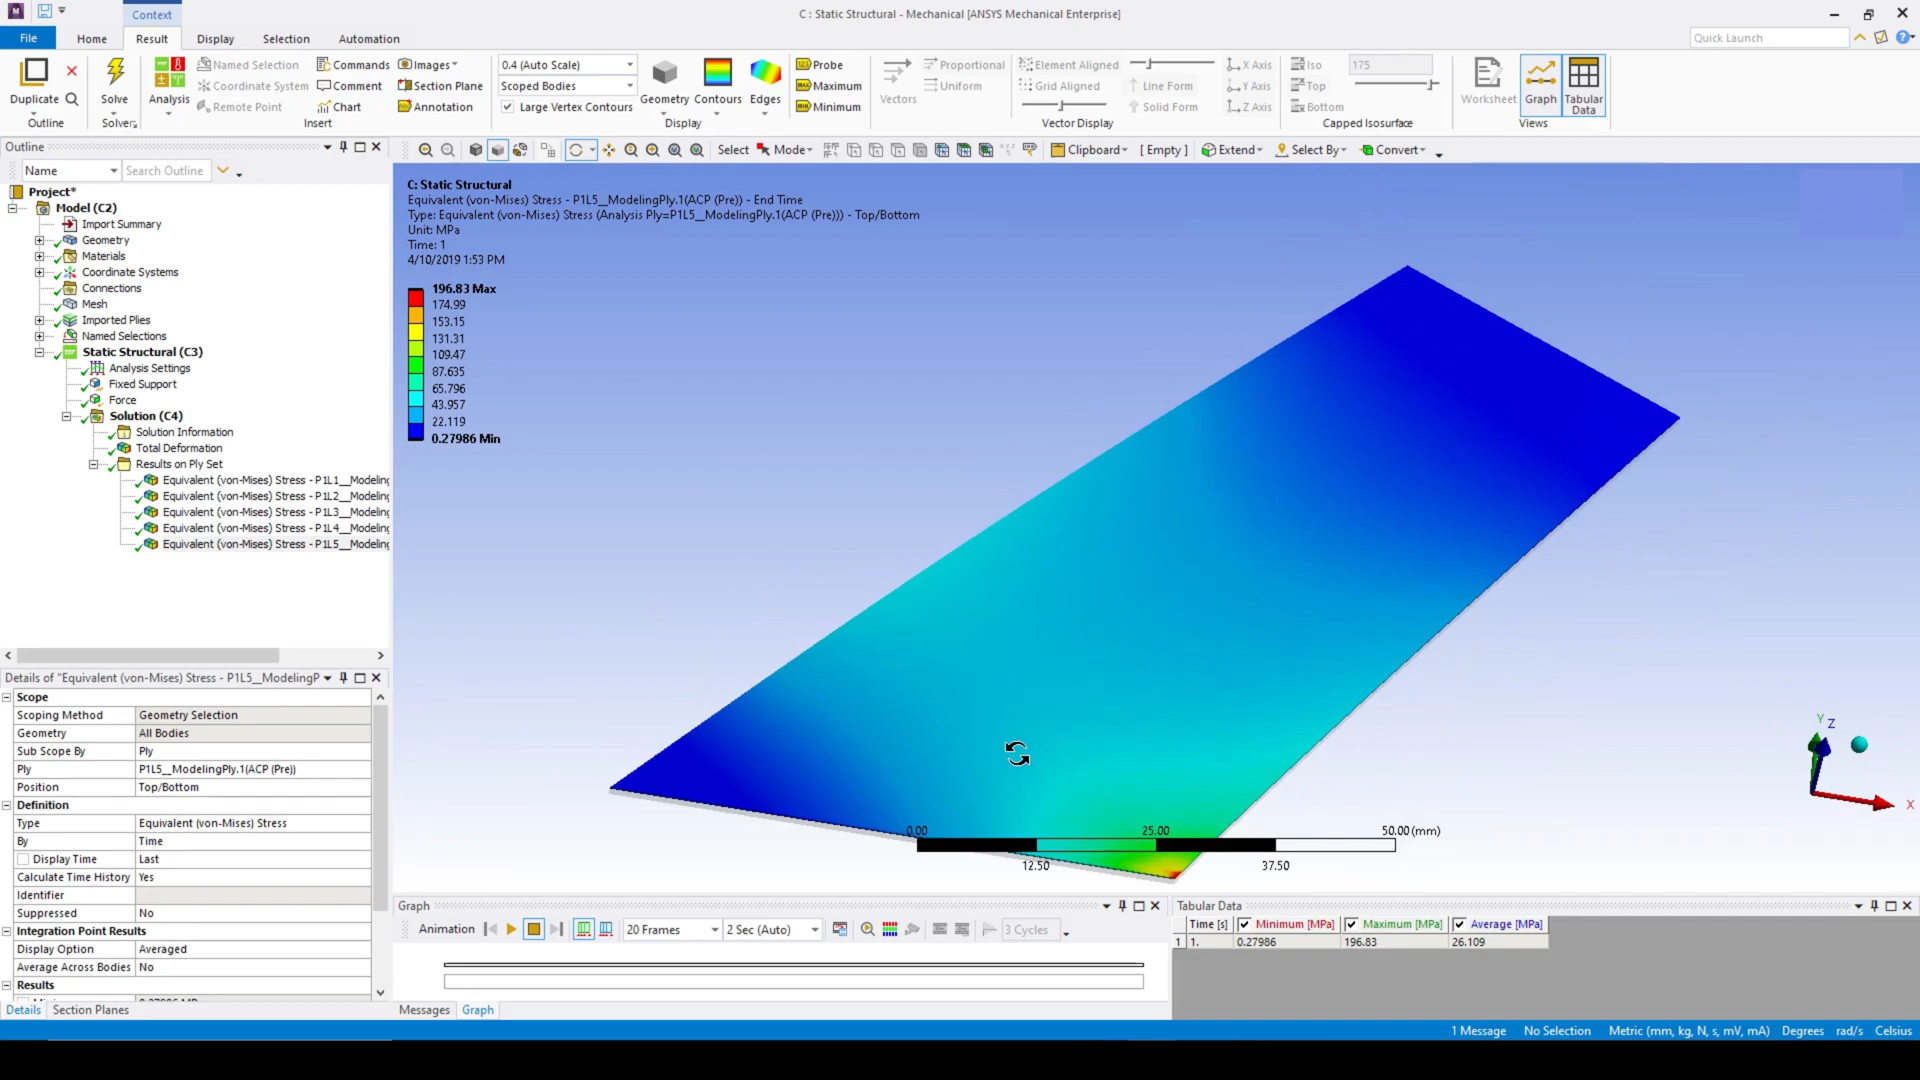 Context
C : Static Structural - Mechanical [ANSYS Mechanical Enterprise]
File Home Result Display Selection Automation
Quick Launch
Duplicate
Outline
Solve
Solver
Analysis
Named Selection
Coordinate System
Remote Point
Commands
Comment
Chart
Images
Section Plane
Annotation
Insert
0.4 (Auto Scale)
Scoped Bodies
Large Vertex Contours
Geometry
Contours
Edges
Display
Probe
Maximum
Minimum
Vectors
Proportional
Uniform
Element Aligned
Grid Aligned
Line Form
Solid Form
X Axis
Y Axis
Z Axis
Vector Display
Iso
Top
Bottom
175
Capped Isosurface
Worksheet
Graph
Tabular
Data
Views
Outline
Name
Search Outline
Select Mode Clipboard [ Empty ] Extend Select By Convert
Project*
Model (C2)
Import Summary
Geometry
Materials
Coordinate Systems
Connections
Mesh
Imported Plies
Named Selections
Static Structural (C3)
Analysis Settings
Fixed Support
Force
Solution (C4)
Solution Information
Total Deformation
Results on Ply Set
Equivalent (von-Mises) Stress - P1L1__Modeling
Equivalent (von-Mises) Stress - P1L2__Modeling
Equivalent (von-Mises) Stress - P1L3__Modeling
Equivalent (von-Mises) Stress - P1L4__Modeling
Equivalent (von-Mises) Stress - P1L5__Modeling
C: Static Structural
Equivalent (von-Mises) Stress - P1L5__ModelingPly.1(ACP (Pre)) - End Time
Type: Equivalent (von-Mises) Stress (Analysis Ply=P1L5__ModelingPly.1(ACP (Pre))) - Top/Bottom
Unit: MPa
Time: 1
4/10/2019 1:53 PM
196.83 Max
174.99
153.15
131.31
109.47
87.635
65.796
43.957
22.119
0.27986 Min
0.00 25.00 50.00 (mm)
12.50 37.50
Y
Z
X
Details of "Equivalent (von-Mises) Stress - P1L5__ModelingP
Scope
Scoping Method Geometry Selection
Geometry All Bodies
Sub Scope By Ply
Ply P1L5__ModelingPly.1(ACP (Pre))
Position Top/Bottom
Definition
Type Equivalent (von-Mises) Stress
By Time
Display Time Last
Calculate Time History Yes
Identifier
Suppressed No
Integration Point Results
Display Option Averaged
Average Across Bodies No
Results
Details Section Planes
Graph
Animation 20 Frames 2 Sec (Auto) 3 Cycles
Messages Graph
Tabular Data
Time [s] Minimum [MPa] Maximum [MPa] Average [MPa]
1 1. 0.27986 196.83 26.109
1 Message No Selection Metric (mm, kg, N, s, mV, mA) Degrees rad/s Celsius